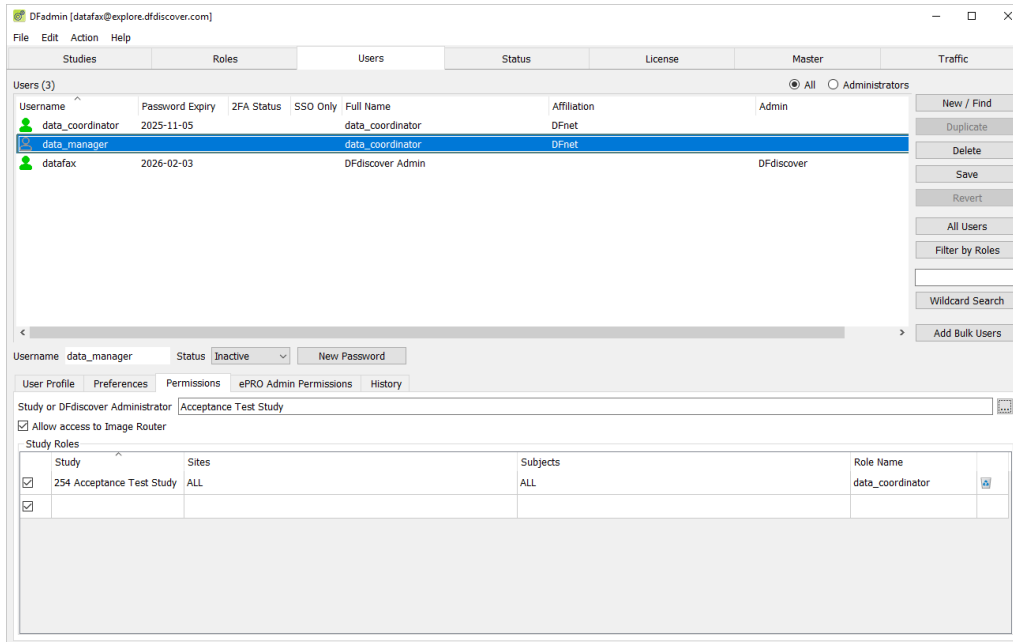 DFadmin [datafax@explore.dfdiscover.com]
File Edit Action Help
Studies Roles Users Status License Master Traffic
Users (3) All Administrators
Username Password Expiry 2FA Status SSO Only Full Name Affiliation Admin
data_coordinator 2025-11-05 data_coordinator DFnet
data_manager data_coordinator DFnet
datafax 2026-02-03 DFdiscover Admin DFdiscover
New / Find
Duplicate
Delete
Save
Revert
All Users
Filter by Roles
Wildcard Search
Add Bulk Users
Username data_manager Status Inactive New Password
User Profile Preferences Permissions ePRO Admin Permissions History
Study or DFdiscover Administrator Acceptance Test Study ...
Allow access to Image Router
Study Roles
Study Sites Subjects Role Name
254 Acceptance Test Study ALL ALL data_coordinator